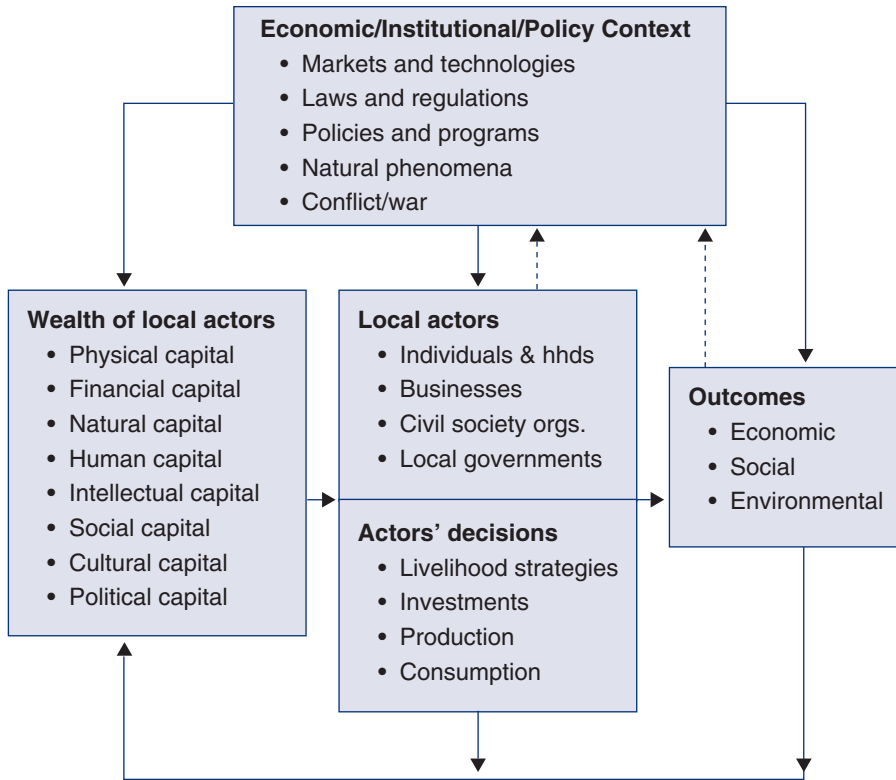 Economic/Institutional/Policy Context
• Markets and technologies
• Laws and regulations
• Policies and programs
• Natural phenomena
• Conflict/war
Wealth of local actors
• Physical capital
• Financial capital
• Natural capital
• Human capital
• Intellectual capital
• Social capital
• Cultural capital
• Political capital
Local actors
• Individuals & hhds
• Businesses
• Civil society orgs.
• Local governments
Actors’ decisions
• Livelihood strategies
• Investments
• Production
• Consumption
Outcomes
• Economic
• Social
• Environmental